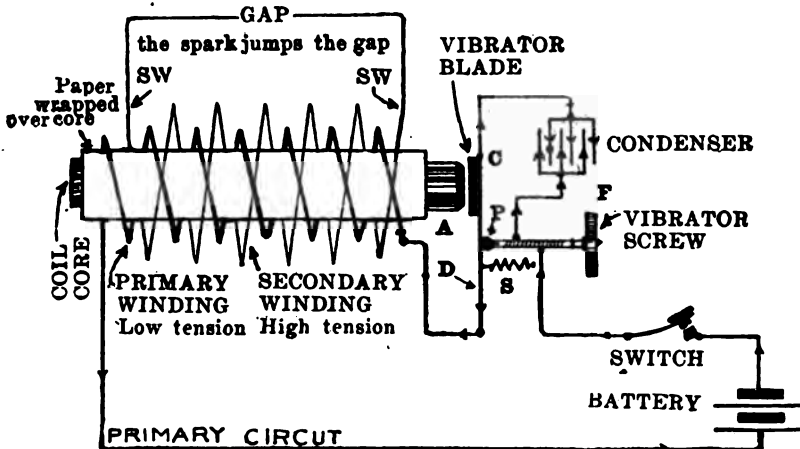 GAP
the spark jumps the gap
SW
SW
VIBRATOR
BLADE
Paper
wrapped
over core
C
CONDENSER
F
P
VIBRATOR
SCREW
A
D
S
COIL
CORE
PRIMARY
WINDING
Low tension
SECONDARY
WINDING
High tension
SWITCH
BATTERY
PRIMARY CIRCUT